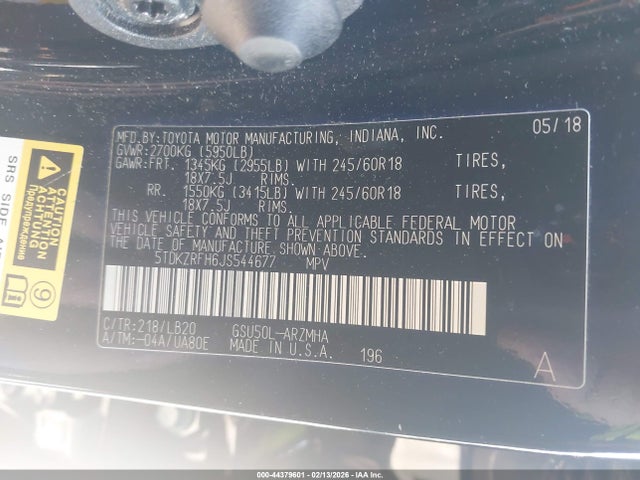 MFD.BY:TOYOTA MOTOR MANUFACTURING, INDIANA, INC. 05/18
GVWR:2700KG (5950LB)
GAWR:FRT. 1345KG (2955LB) WITH 245/60R18 TIRES,
18X7.5J RIMS.
RR. 1550KG (3415LB) WITH 245/60R18 TIRES,
18X7.5J RIMS.
THIS VEHICLE CONFORMS TO ALL APPLICABLE FEDERAL MOTOR
VEHICLE SAFETY AND THEFT PREVENTION STANDARDS IN EFFECT ON
THE DATE OF MANUFACTURE SHOWN ABOVE.
5TDKZRFH6JS544677 MPV
C/TR:218/LB20 GSU50L-ARZMHA
A/TM:-04A/UA80E MADE IN U.S.A. 196
A
SRS SIDE
CAUTION
ATTENTION
ACHTUNG
Предупреждение
9
000-44379601 - 02/13/2026 - IAA, Inc.